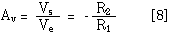 Av = Vs / Ve = - R2 / R1 [8]